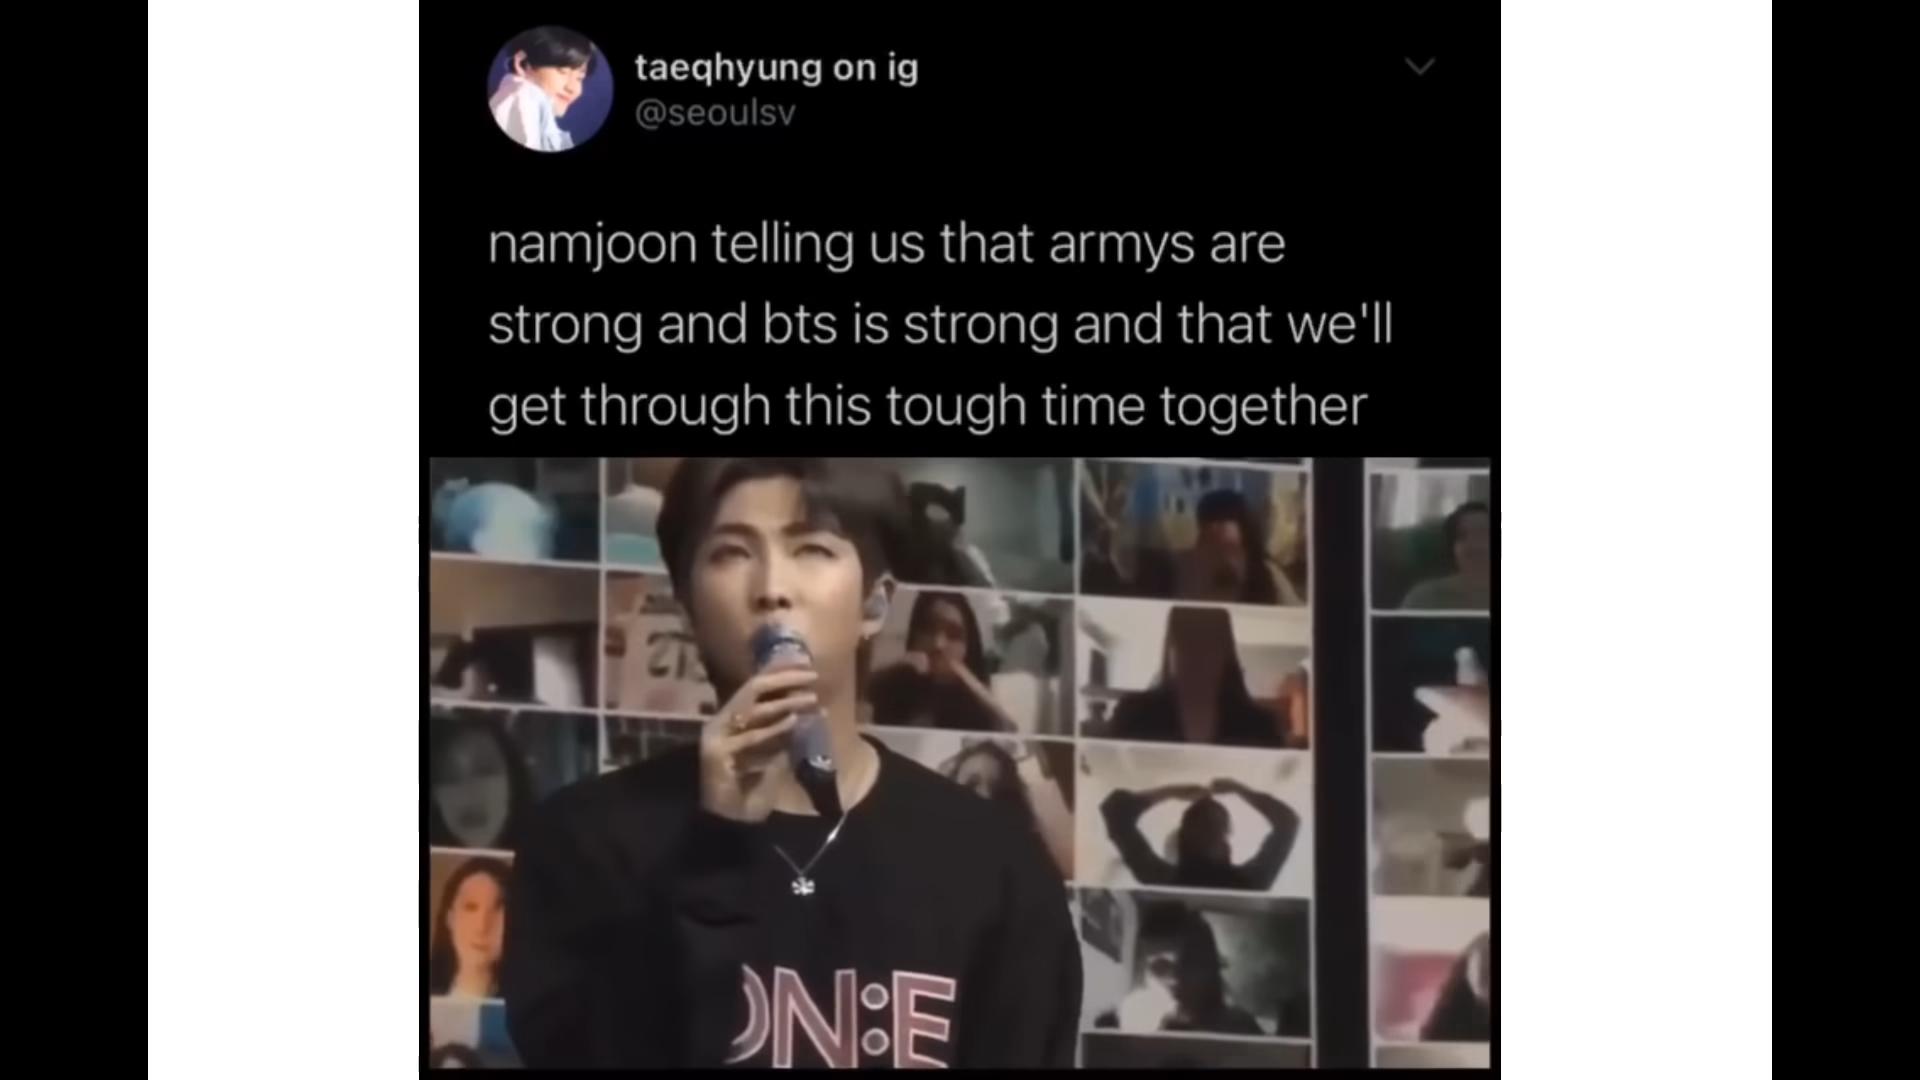 taeqhyung on ig
@seoulsv
namjoon telling us that armys are
strong and bts is strong and that we'll
get through this tough time together
ON:E